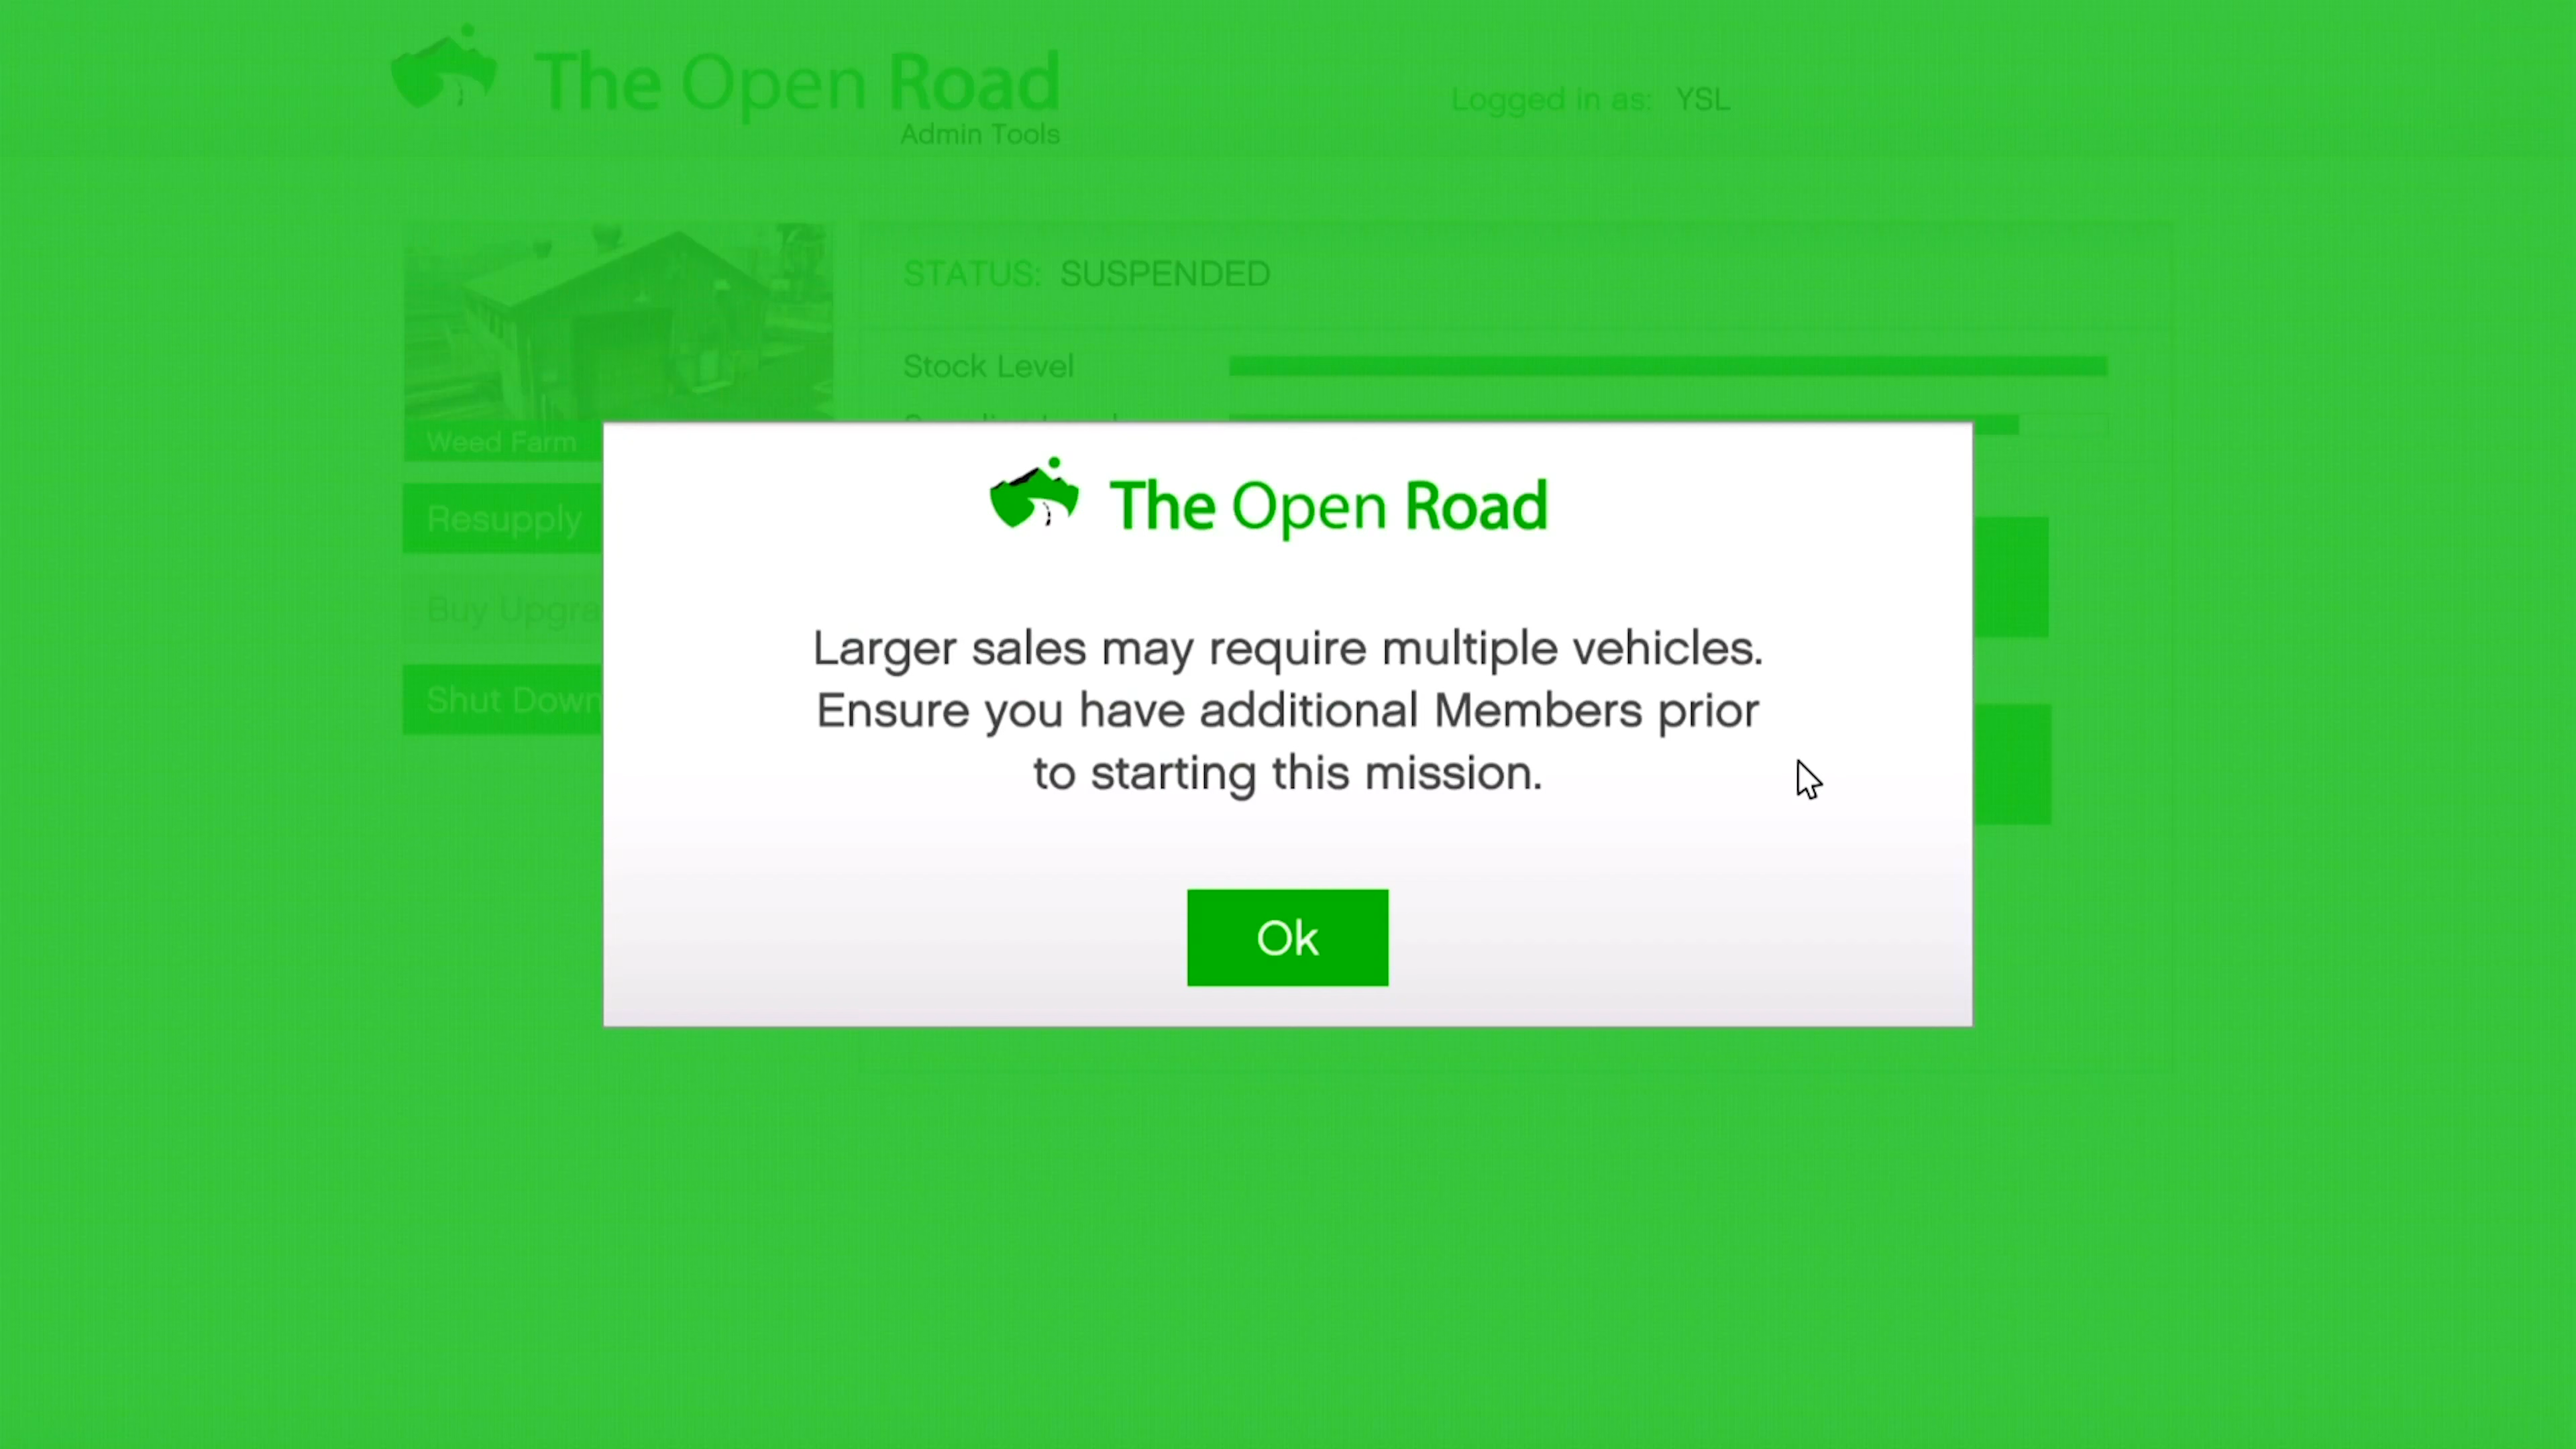 The Open Road
Admin Tools
Logged in as: YSL
STATUS: SUSPENDED
Stock Level
Weed Farm
Resupply
Buy
Shut Down
The Open Road
Larger sales may require multiple vehicles.
Ensure you have additional Members prior
to starting this mission.
Ok